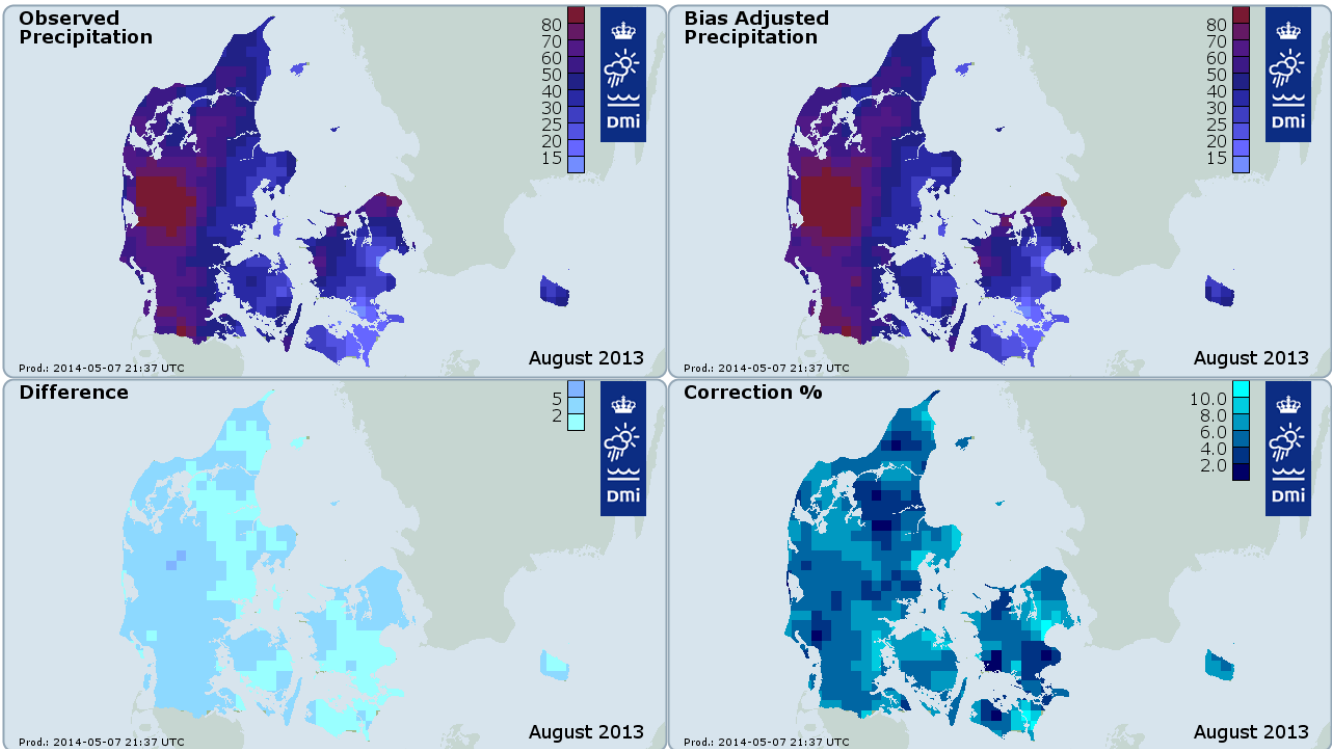 Observed
Precipitation
80
70
60
50
40
30
25
20
15
DMi
August 2013
Prod.: 2014-05-07 21:37 UTC
Bias Adjusted
Precipitation
80
70
60
50
40
30
25
20
15
DMi
August 2013
Prod.: 2014-05-07 21:37 UTC
Difference
5
2
DMi
August 2013
Prod.: 2014-05-07 21:37 UTC
Correction %
10.0
8.0
6.0
4.0
2.0
DMi
August 2013
Prod.: 2014-05-07 21:37 UTC